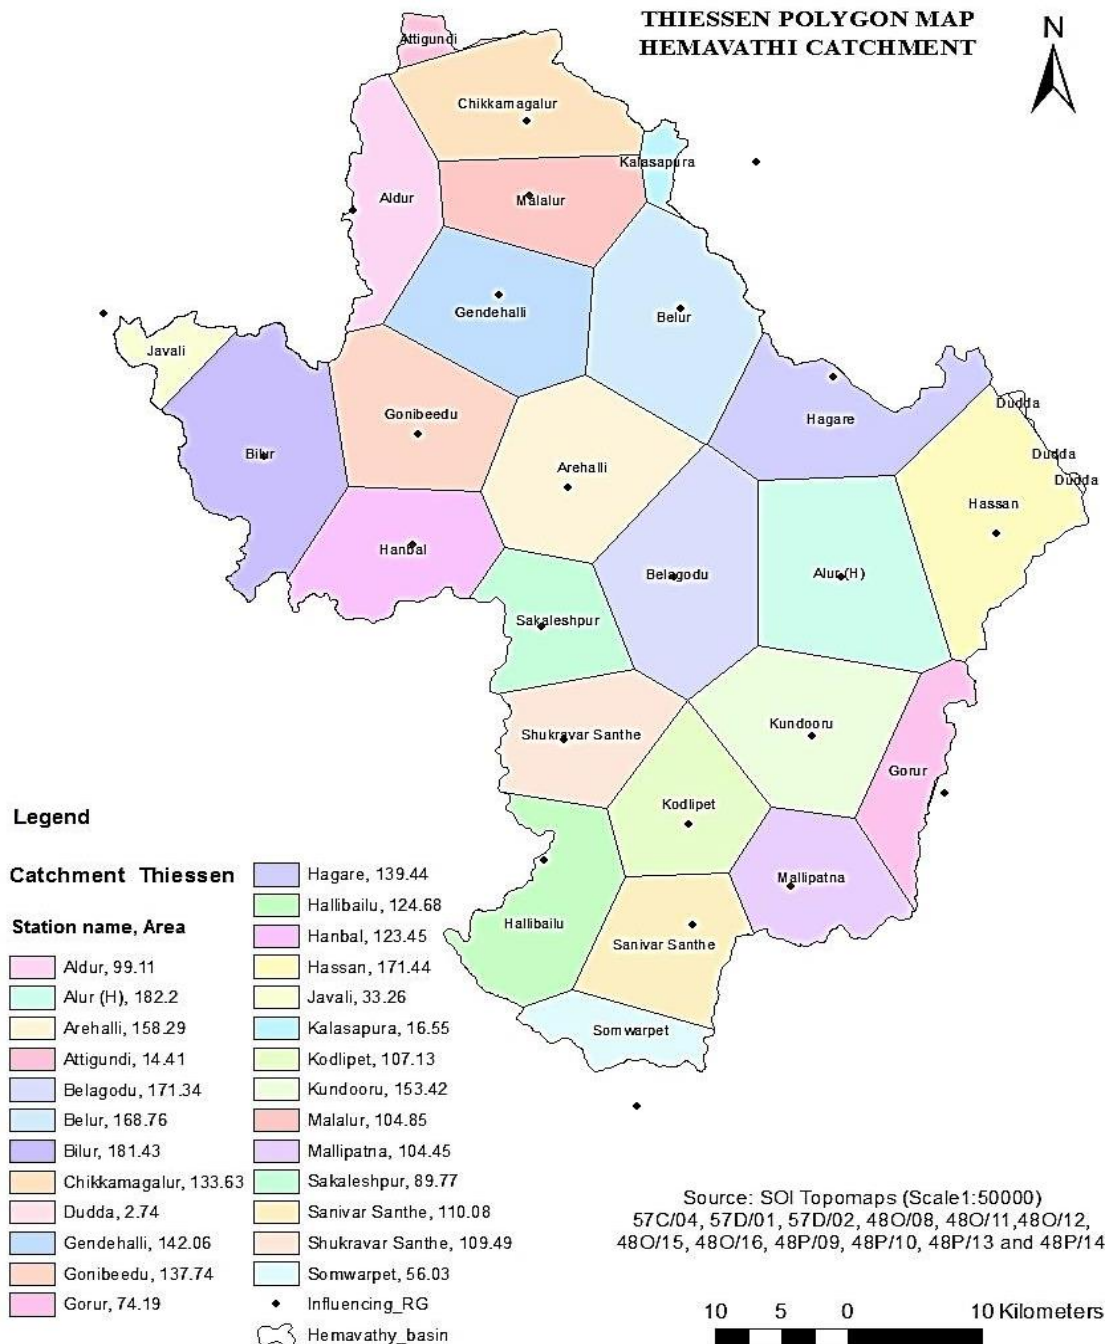 THIESSEN POLYGON MAP
HEMAVATHI CATCHMENT
N
Attigundi
Chikkamagalur
Kalasapura
Aldur
Malalur
Gendehalli
Belur
Javali
Dudda
Gonibeedu
Hagare
Bilur
Dudda
Arehalli
Dudda
Hassan
Hanbal
Belagodu
Alur (H)
Sakaleshpur
Shukravar Santhe
Kundooru
Gorur
Kodlipet
Mallipatna
Hallibailu
Sanivar Santhe
Somwarpet
Legend
Catchment Thiessen
Station name, Area
Aldur, 99.11
Alur (H), 182.2
Arehalli, 158.29
Attigundi, 14.41
Belagodu, 171.34
Belur, 168.76
Bilur, 181.43
Chikkamagalur, 133.63
Dudda, 2.74
Gendehalli, 142.06
Gonibeedu, 137.74
Gorur, 74.19
Hagare, 139.44
Hallibailu, 124.68
Hanbal, 123.45
Hassan, 171.44
Javali, 33.26
Kalasapura, 16.55
Kodlipet, 107.13
Kundooru, 153.42
Malalur, 104.85
Mallipatna, 104.45
Sakaleshpur, 89.77
Sanivar Santhe, 110.08
Shukravar Santhe, 109.49
Somwarpet, 56.03
Influencing_RG
Hemavathy_basin
Source: SOI Topomaps (Scale1:50000)
57C/04, 57D/01, 57D/02, 48O/08, 48O/11,48O/12,
48O/15, 48O/16, 48P/09, 48P/10, 48P/13 and 48P/14
10 5 0 10 Kilometers